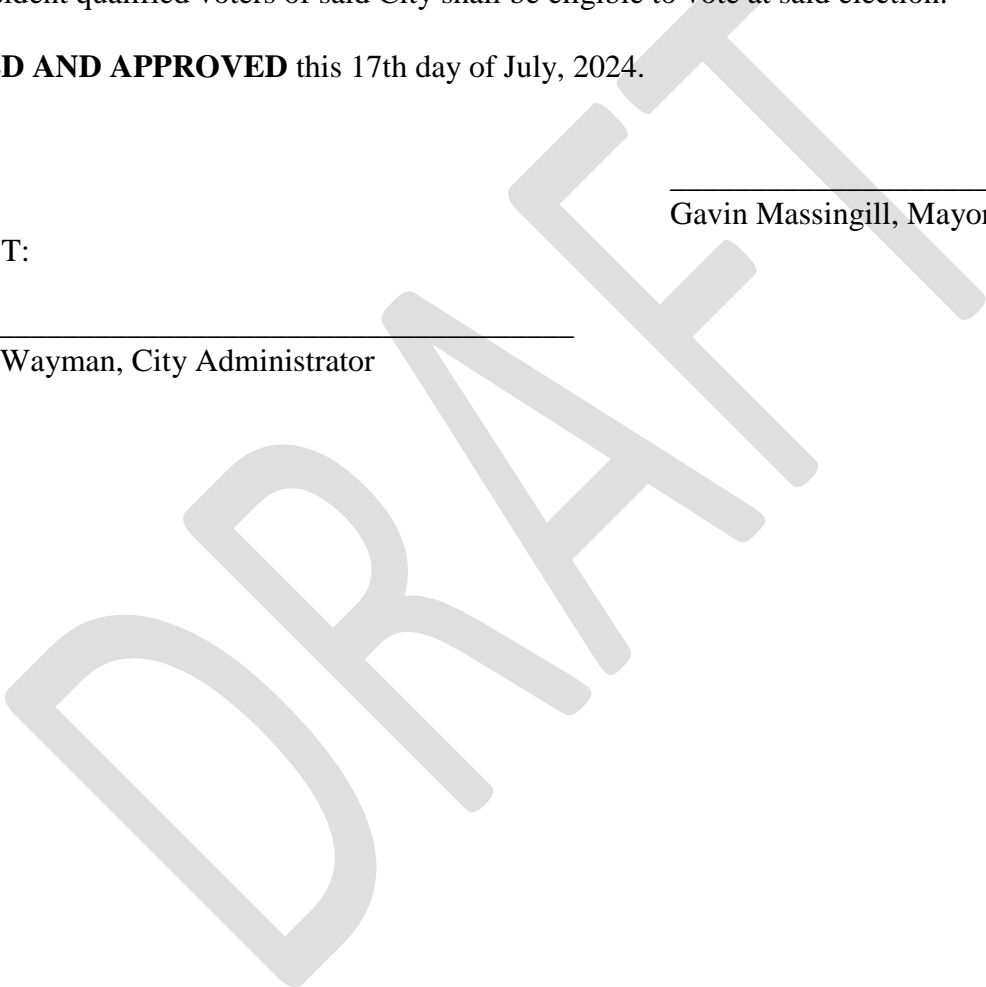 sident qualified voters of said City shall be eligible to vote at said election.
D AND APPROVED this 17th day of July, 2024.
Gavin Massingill, Mayor
T:
Wayman, City Administrator
DRAFT